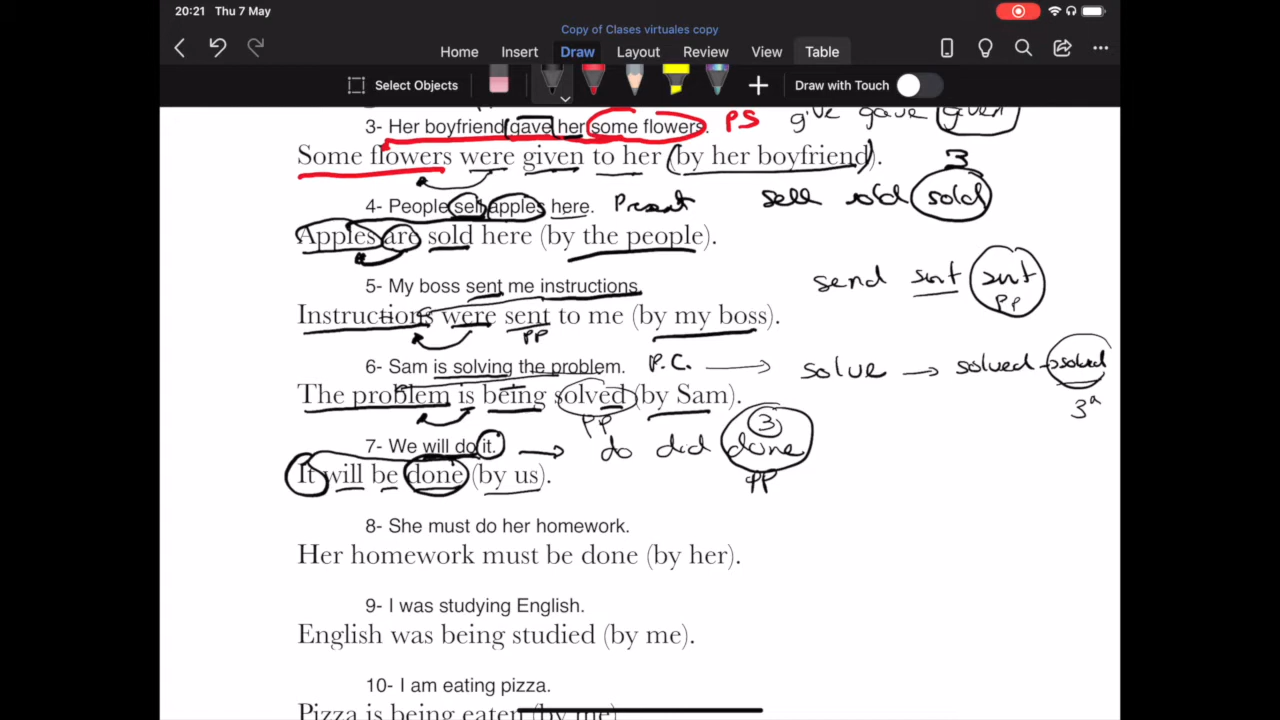 20:21 Thu 7 May
Copy of Clases virtuales copy
Home Insert Draw Layout Review View Table
Select Objects Draw with Touch
3- Her boyfriend gave her some flowers. PS give gave given
Some flowers were given to her (by her boyfriend). 3
4- People sell apples here. Present sell sold sold
Apples are sold here (by the people).
5- My boss sent me instructions. send sent sent
Instructions were sent to me (by my boss). PP
PP
6- Sam is solving the problem. P.C. → solve → solved → solved
The problem is being solved (by Sam). 3ª
PP 3
7- We will do it. → do did done
It will be done (by us). PP
8- She must do her homework.
Her homework must be done (by her).
9- I was studying English.
English was being studied (by me).
10- I am eating pizza.
Pizza is being eaten (by me)